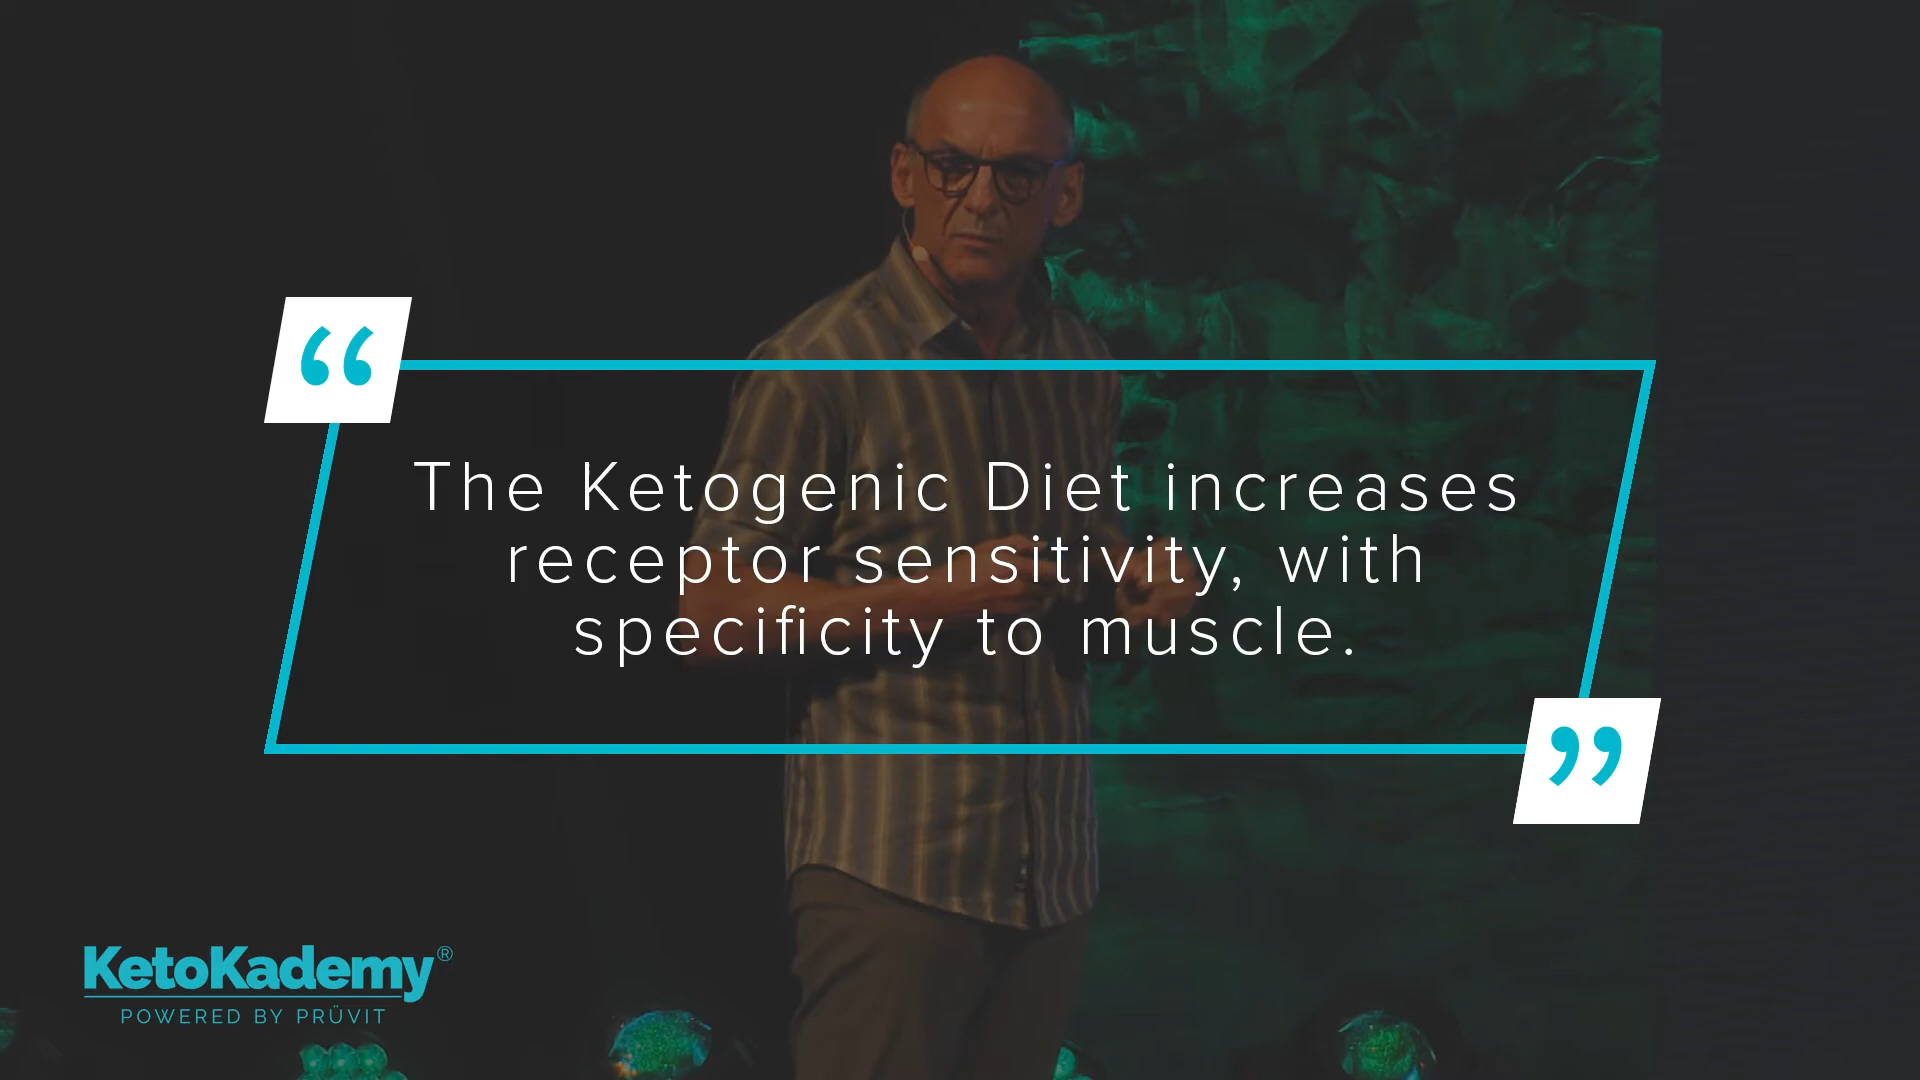 “
The Ketogenic Diet increases
receptor sensitivity, with
specificity to muscle.
”
KetoKademy®
POWERED BY PRÜVIT